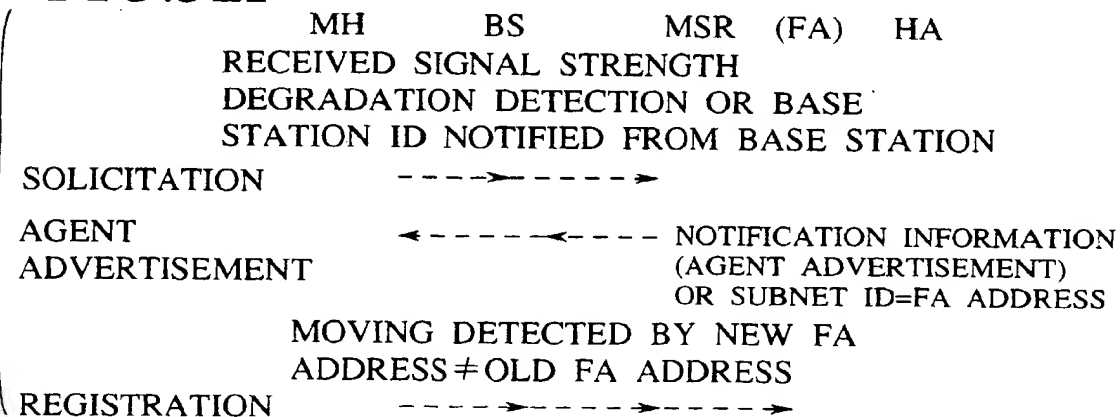 MH BS MSR (FA) HA
RECEIVED SIGNAL STRENGTH
DEGRADATION DETECTION OR BASE
STATION ID NOTIFIED FROM BASE STATION
SOLICITATION
AGENT
ADVERTISEMENT
NOTIFICATION INFORMATION
(AGENT ADVERTISEMENT)
OR SUBNET ID=FA ADDRESS
MOVING DETECTED BY NEW FA
ADDRESS≠OLD FA ADDRESS
REGISTRATION